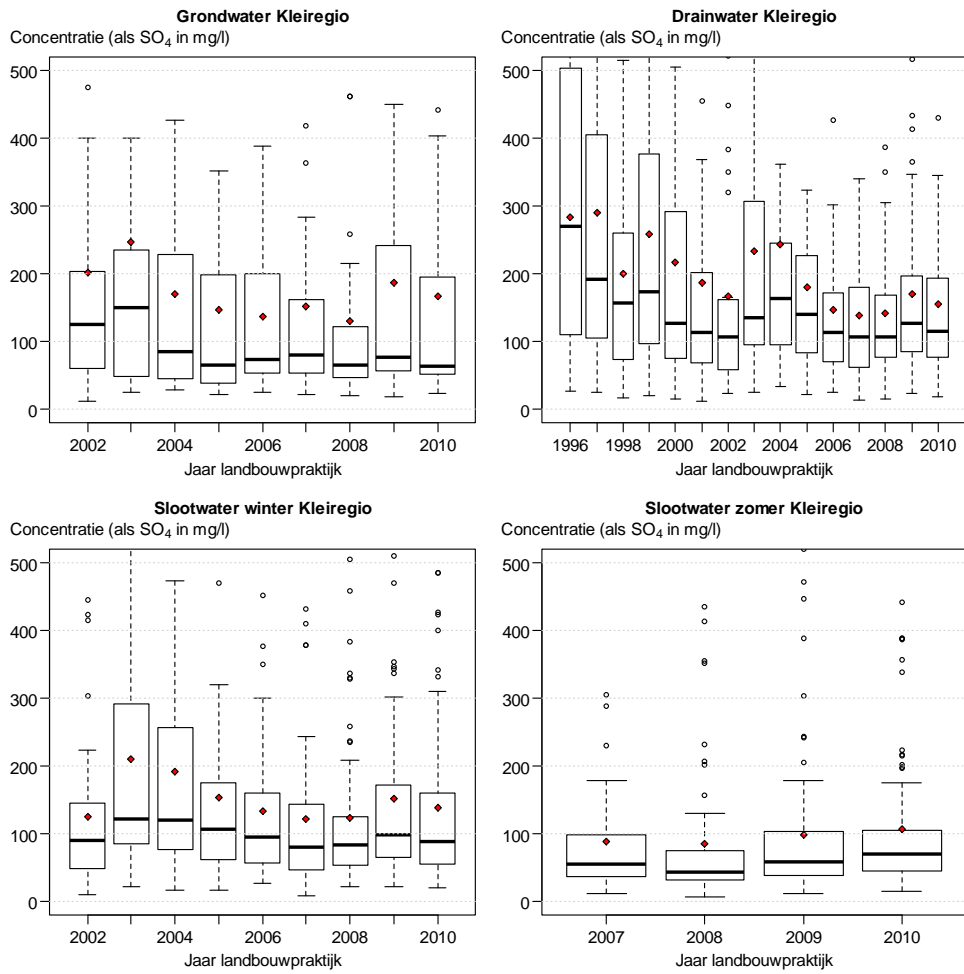 Grondwater Kleiregio
Concentratie (als SO₄ in mg/l)
500
400
300
200
100
0
2002 2004 2006 2008 2010
Jaar landbouwpraktijk
Drainwater Kleiregio
Concentratie (als SO₄ in mg/l)
500
400
300
200
100
0
1996 1998 2000 2002 2004 2006 2008 2010
Jaar landbouwpraktijk
Slootwater winter Kleiregio
Concentratie (als SO₄ in mg/l)
500
400
300
200
100
0
2002 2004 2006 2008 2010
Jaar landbouwpraktijk
Slootwater zomer Kleiregio
Concentratie (als SO₄ in mg/l)
500
400
300
200
100
0
2007 2008 2009 2010
Jaar landbouwpraktijk